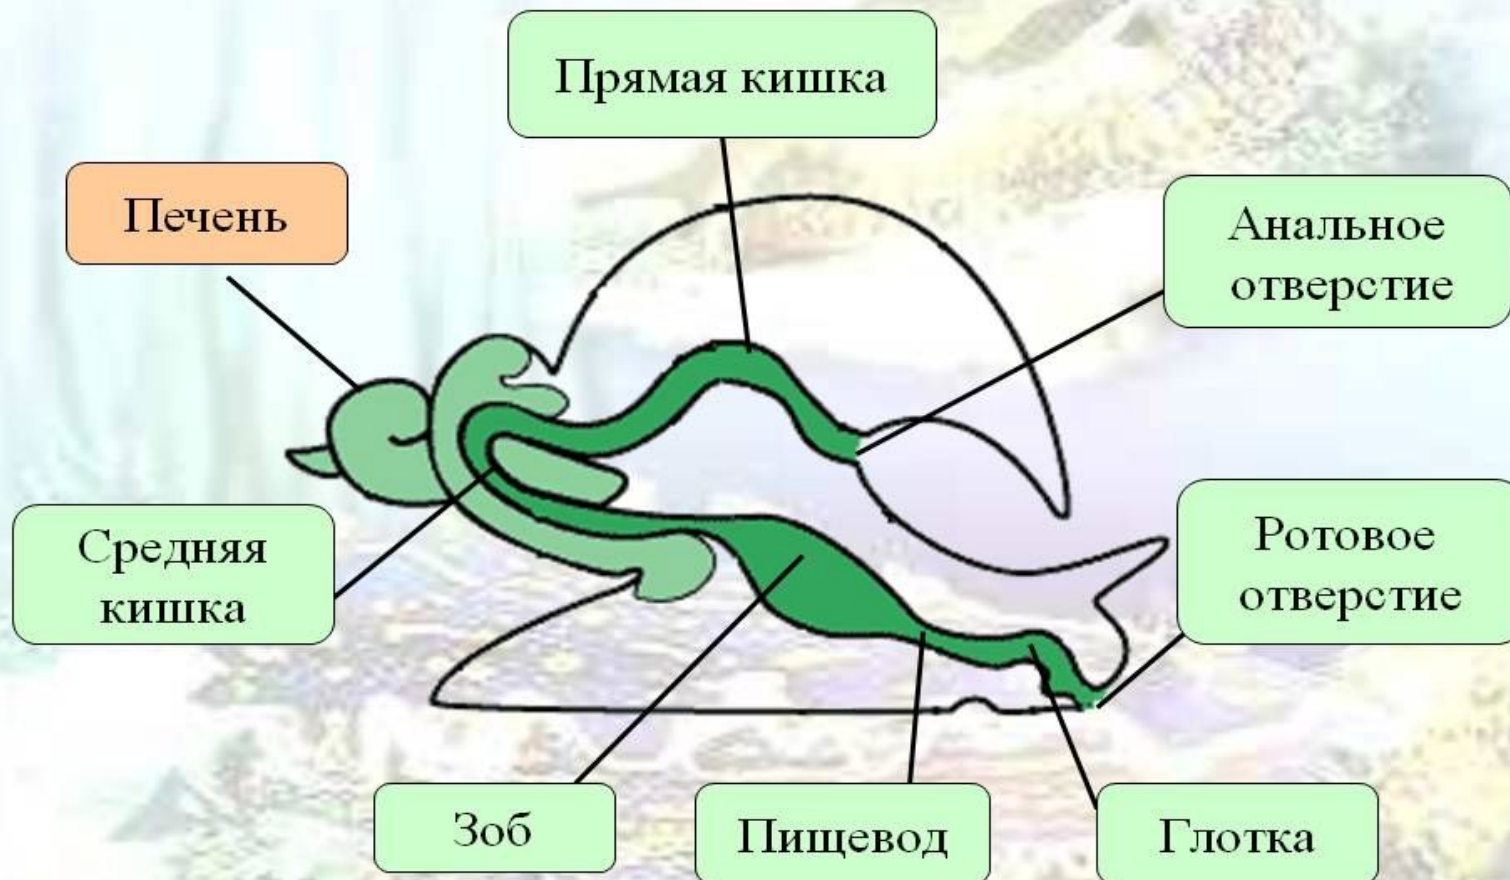 Прямая кишка
Печень
Анальное
отверстие
Средняя
кишка
Ротовое
отверстие
Зоб
Пищевод
Глотка